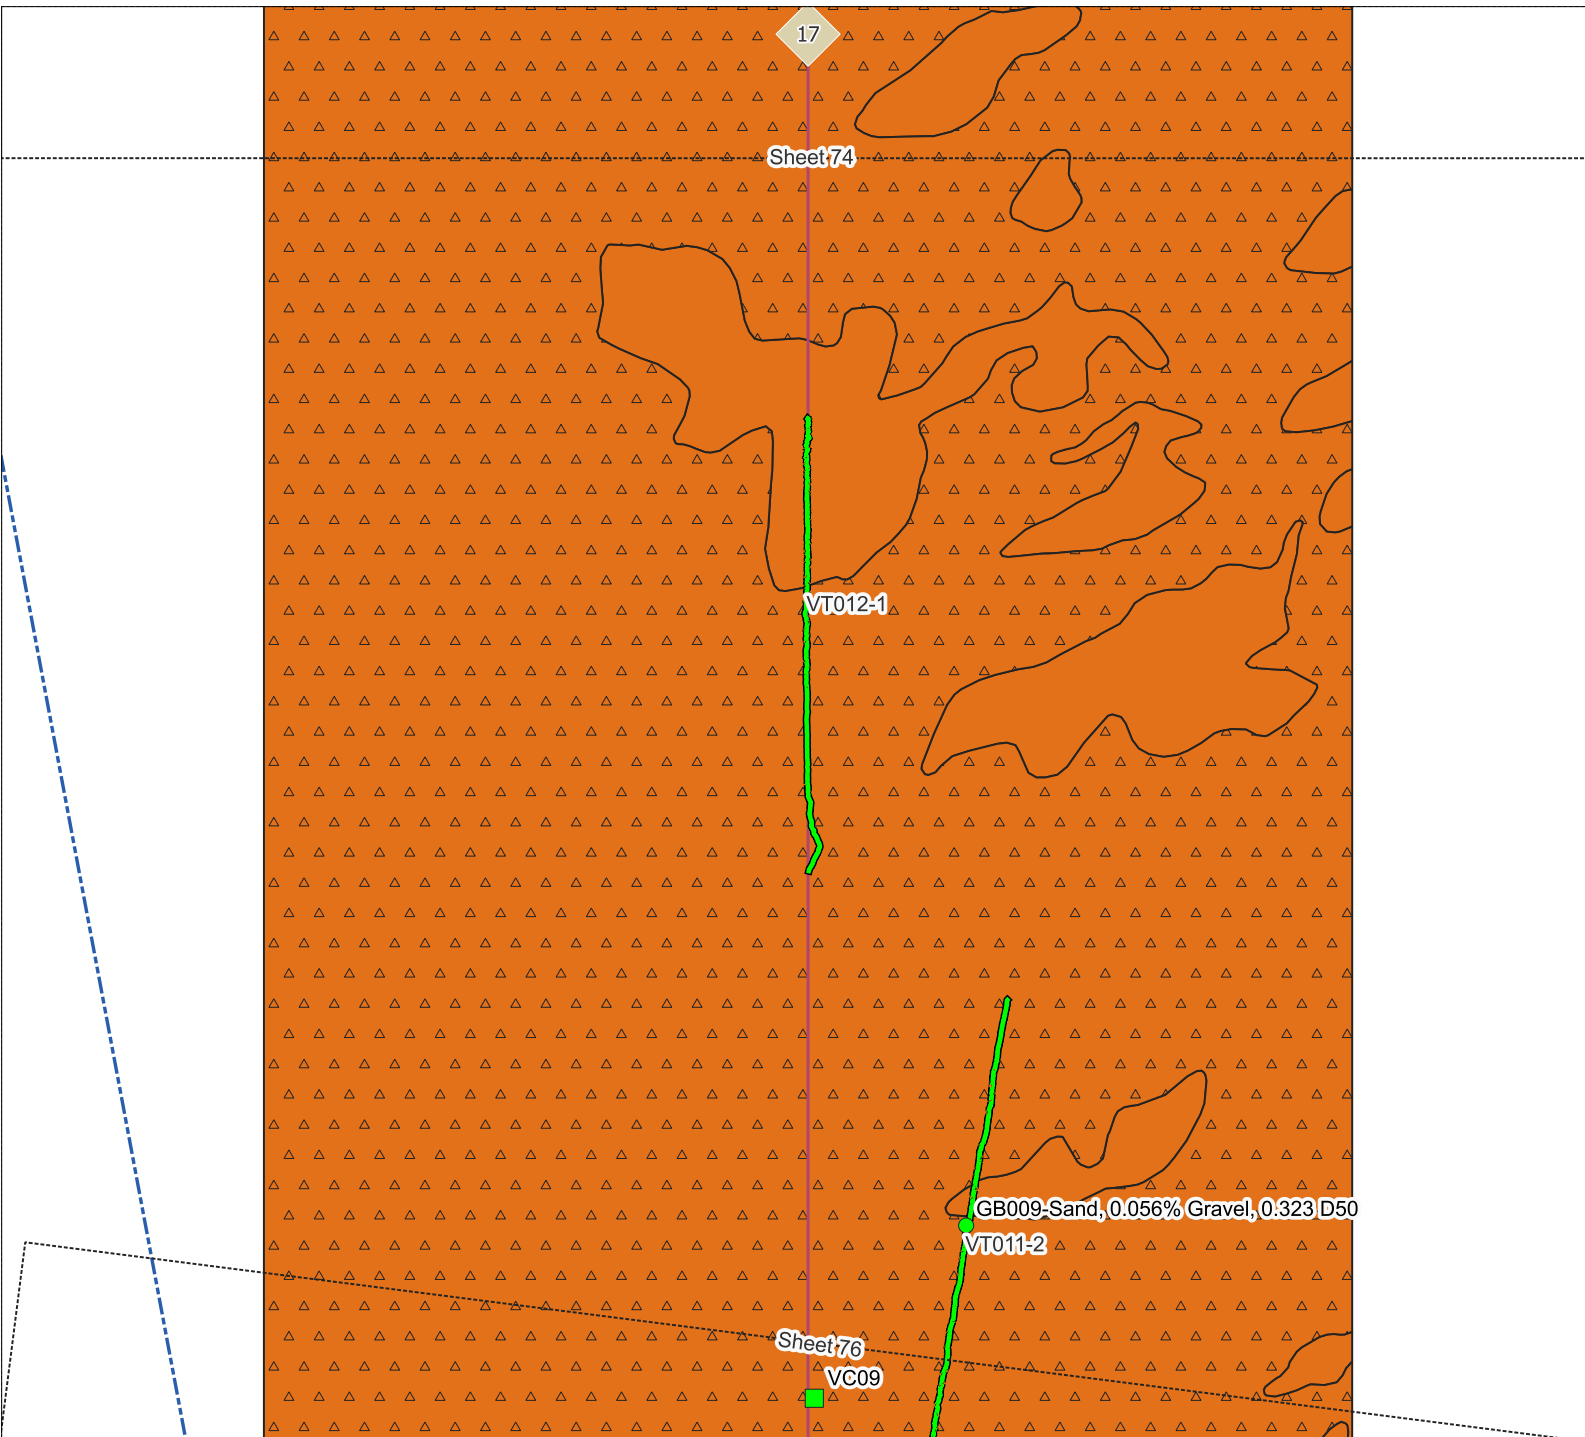 17
Sheet 74
VT012-1
GB009-Sand, 0.056% Gravel, 0.323 D50
VT011-2
Sheet 76
VC09